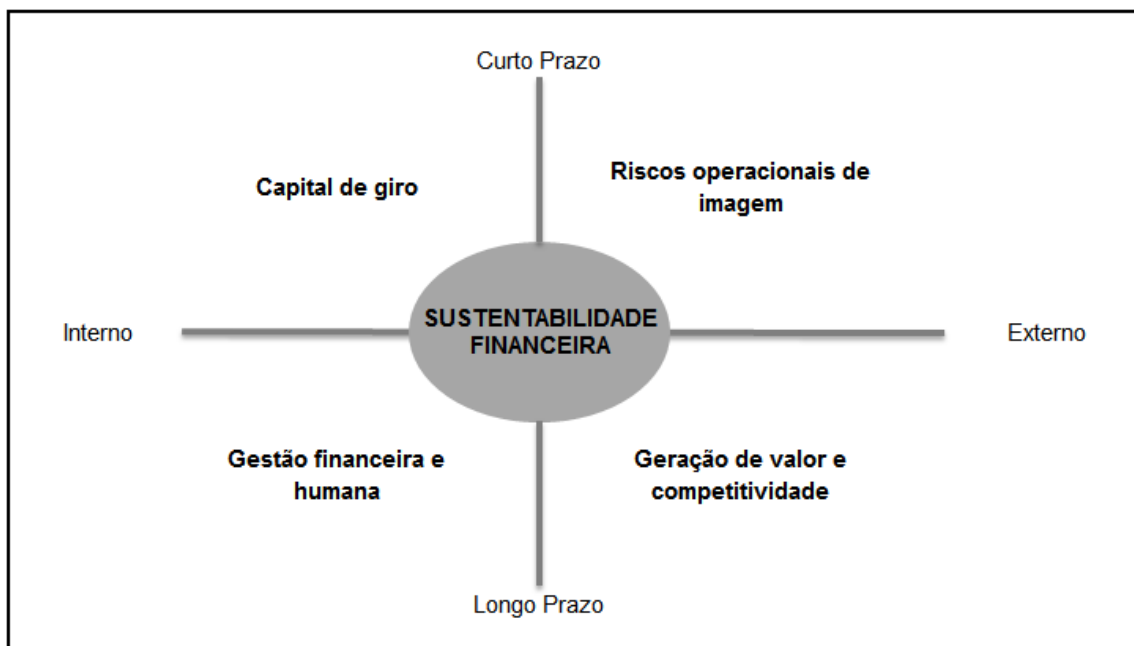 Curto Prazo
Capital de giro
Riscos operacionais de
imagem
Interno
SUSTENTABILIDADE
FINANCEIRA
Externo
Gestão financeira e
humana
Geração de valor e
competitividade
Longo Prazo